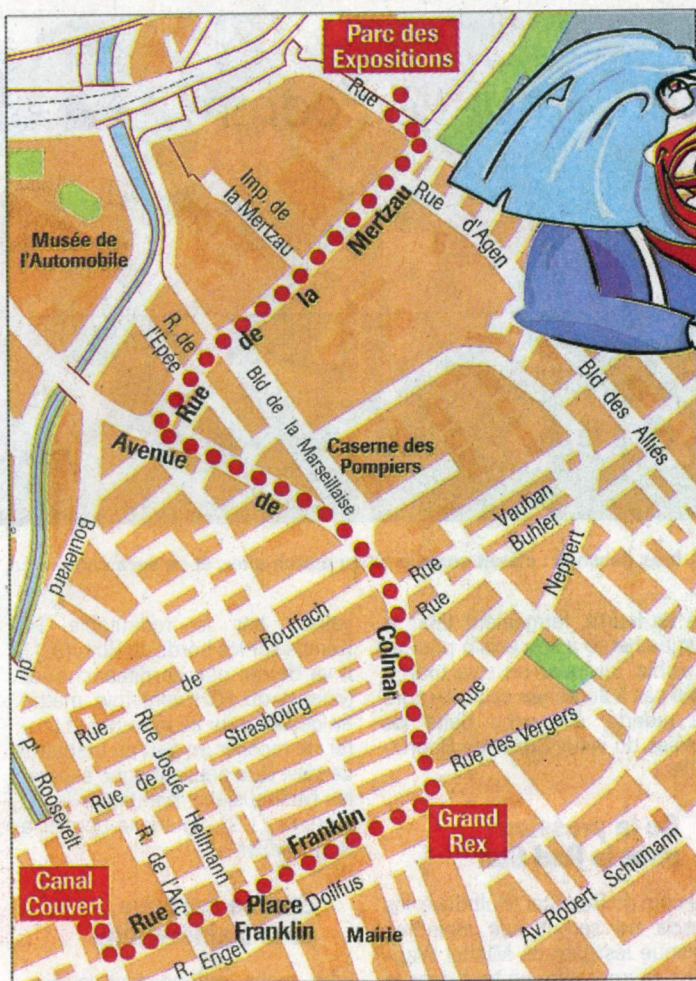 Parc des
Expositions
Rue
Imp. de
la Mertzau
Rue
d'Agen
Musée de
l'Automobile
Rue de la Mertzau
R. de
l'Epée
Bld de la Marseillaise
Bld des Alliés
Avenue de Colmar
Caserne des
Pompiers
Rue Vauban
Rue Buhler
Rue Neppert
Boulevard
du
Pt Roosevelt
Rue de Rouffach
Rue de Strasbourg
Rue des Vergers
Rue Josué Heilmann
R. de l'Arc
Rue Franklin
Grand
Rex
Canal
Couvert
Place
Franklin
Dollfus
Mairie
R. Engel
Av. Robert Schumann